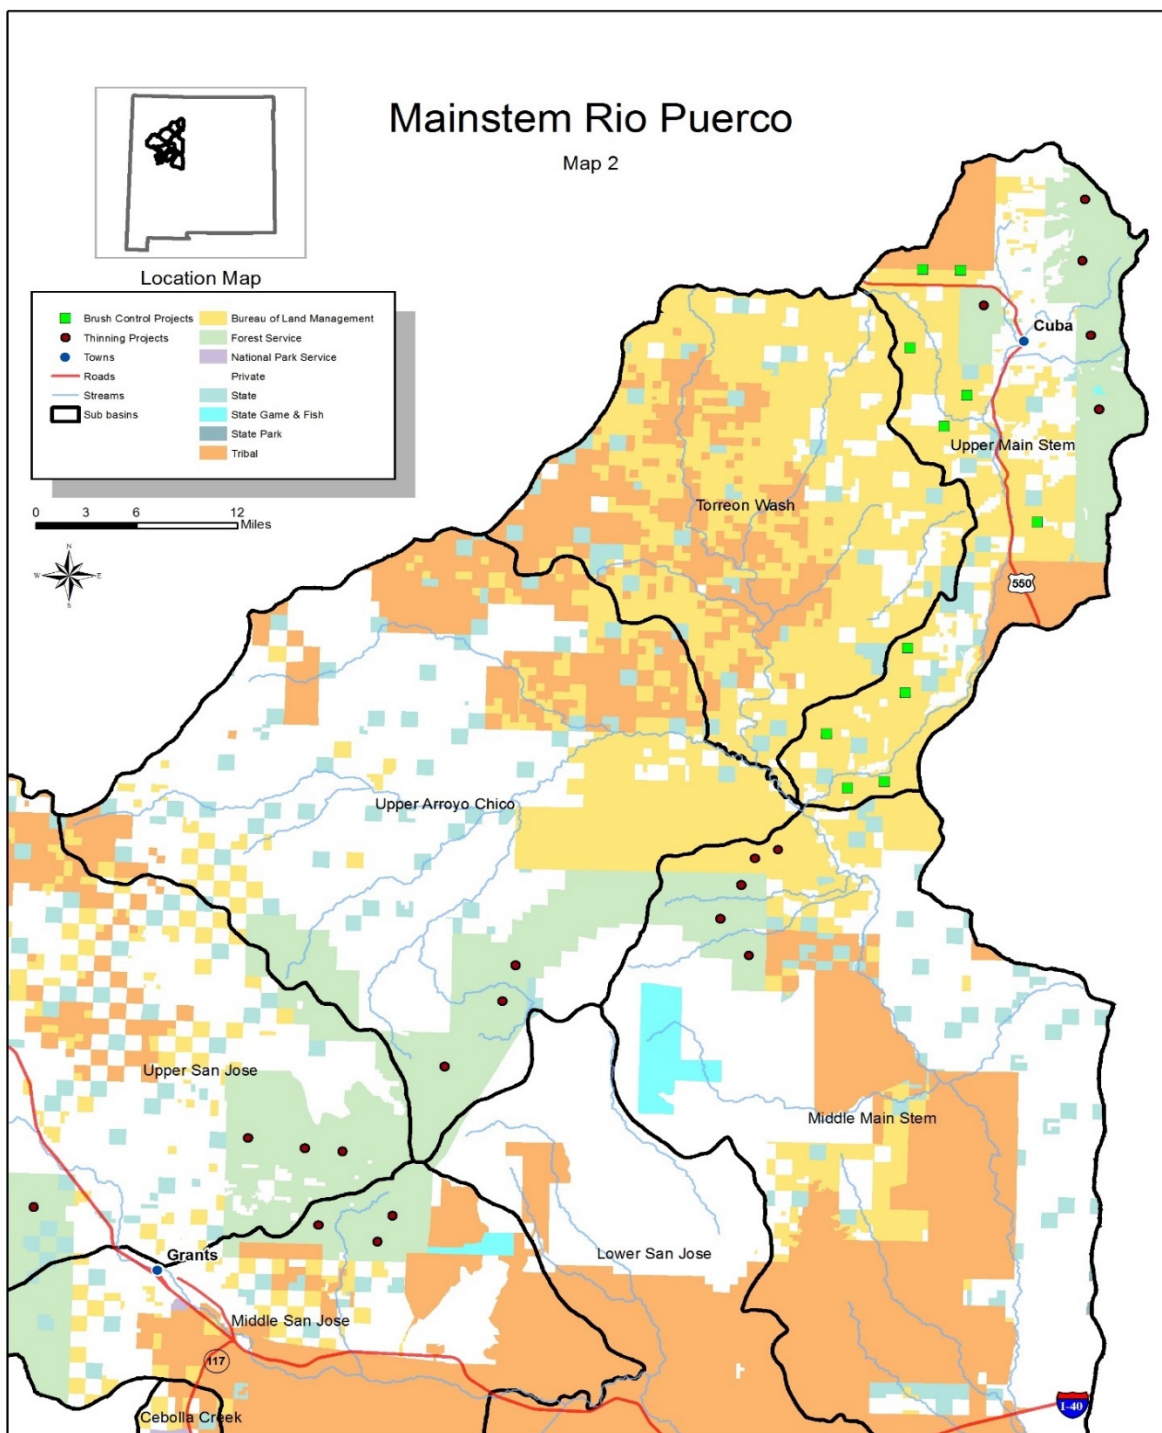 Mainstem Rio Puerco
Map 2
Location Map
Brush Control Projects
Thinning Projects
Towns
Roads
Streams
Sub basins
Bureau of Land Management
Forest Service
National Park Service
Private
State
State Game & Fish
State Park
Tribal
0 3 6 12
Miles
N
W E
S
Cuba
Upper Main Stem
Torreon Wash
550
Upper Arroyo Chico
Upper San Jose
Middle Main Stem
Grants
Lower San Jose
Middle San Jose
117
I-40
Cebolla Creek